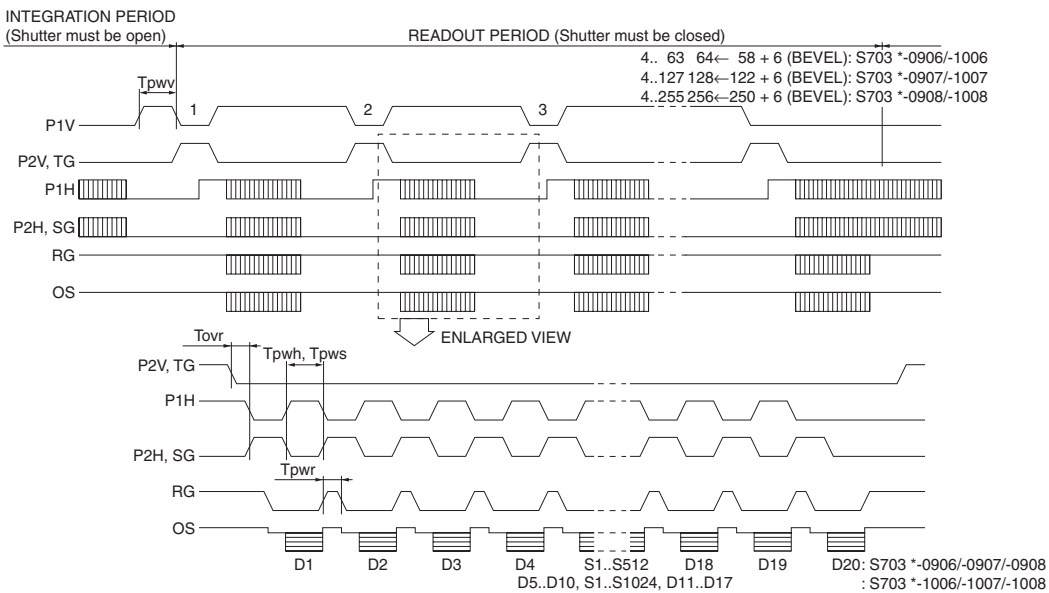 INTEGRATION PERIOD
(Shutter must be open)
READOUT PERIOD (Shutter must be closed)
4.. 63 64← 58 + 6 (BEVEL): S703 *-0906/-1006
4..127 128←122 + 6 (BEVEL): S703 *-0907/-1007
4..255 256←250 + 6 (BEVEL): S703 *-0908/-1008
Tpwv
1
2
3
P1V
P2V, TG
P1H
P2H, SG
RG
OS
ENLARGED VIEW
Tovr
Tpwh, Tpws
P2V, TG
P1H
P2H, SG
Tpwr
RG
OS
D1 D2 D3 D4 S1..S512 D18 D19 D20: S703 *-0906/-0907/-0908
D5..D10, S1..S1024, D11..D17 : S703 *-1006/-1007/-1008